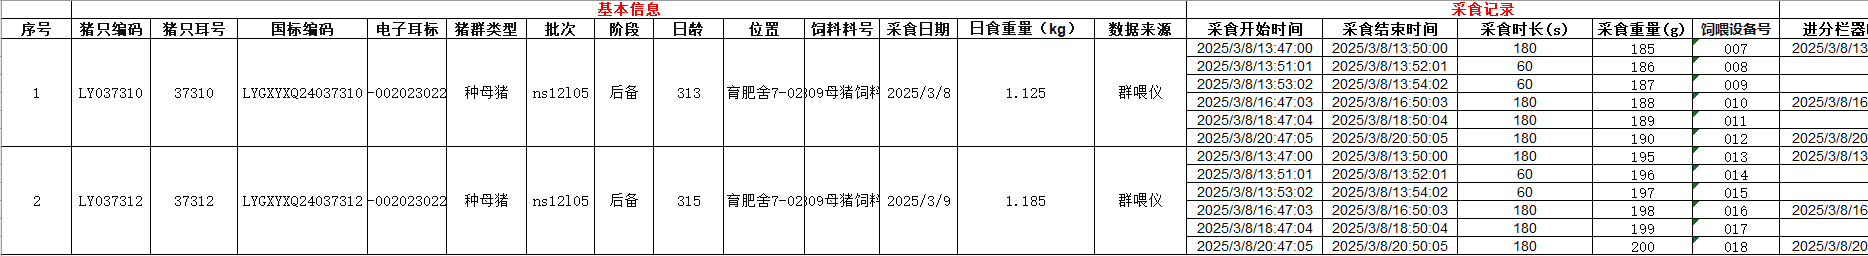 基本信息 采食记录
序号 猪只编码 猪只耳号 国标编码 电子耳标 猪群类型 批次 阶段 日龄 位置 饲料料号 采食日期 日食重量（kg） 数据来源 采食开始时间 采食结束时间 采食时长(s) 采食重量(g) 饲喂设备号 进分栏器
2025/3/8/13:47:00 2025/3/8/13:50:00 180 185 007 2025/3/8/13
2025/3/8/13:51:01 2025/3/8/13:52:01 60 186 008
2025/3/8/13:53:02 2025/3/8/13:54:02 60 187 009
1 LY037310 37310 LYGXYXQ24037310 -002023022 种母猪 ns12l05 后备 313 育肥舍7-02 09母猪饲料 2025/3/8 1.125 群喂仪
2025/3/8/16:47:03 2025/3/8/16:50:03 180 188 010 2025/3/8/16
2025/3/8/18:47:04 2025/3/8/18:50:04 180 189 011
2025/3/8/20:47:05 2025/3/8/20:50:05 180 190 012 2025/3/8/20
2025/3/8/13:47:00 2025/3/8/13:50:00 180 195 013 2025/3/8/13
2025/3/8/13:51:01 2025/3/8/13:52:01 60 196 014
2025/3/8/13:53:02 2025/3/8/13:54:02 60 197 015
2 LY037312 37312 LYGXYXQ24037312 -002023022 种母猪 ns12l05 后备 315 育肥舍7-02 09母猪饲料 2025/3/9 1.185 群喂仪
2025/3/8/16:47:03 2025/3/8/16:50:03 180 198 016 2025/3/8/16
2025/3/8/18:47:04 2025/3/8/18:50:04 180 199 017
2025/3/8/20:47:05 2025/3/8/20:50:05 180 200 018 2025/3/8/20